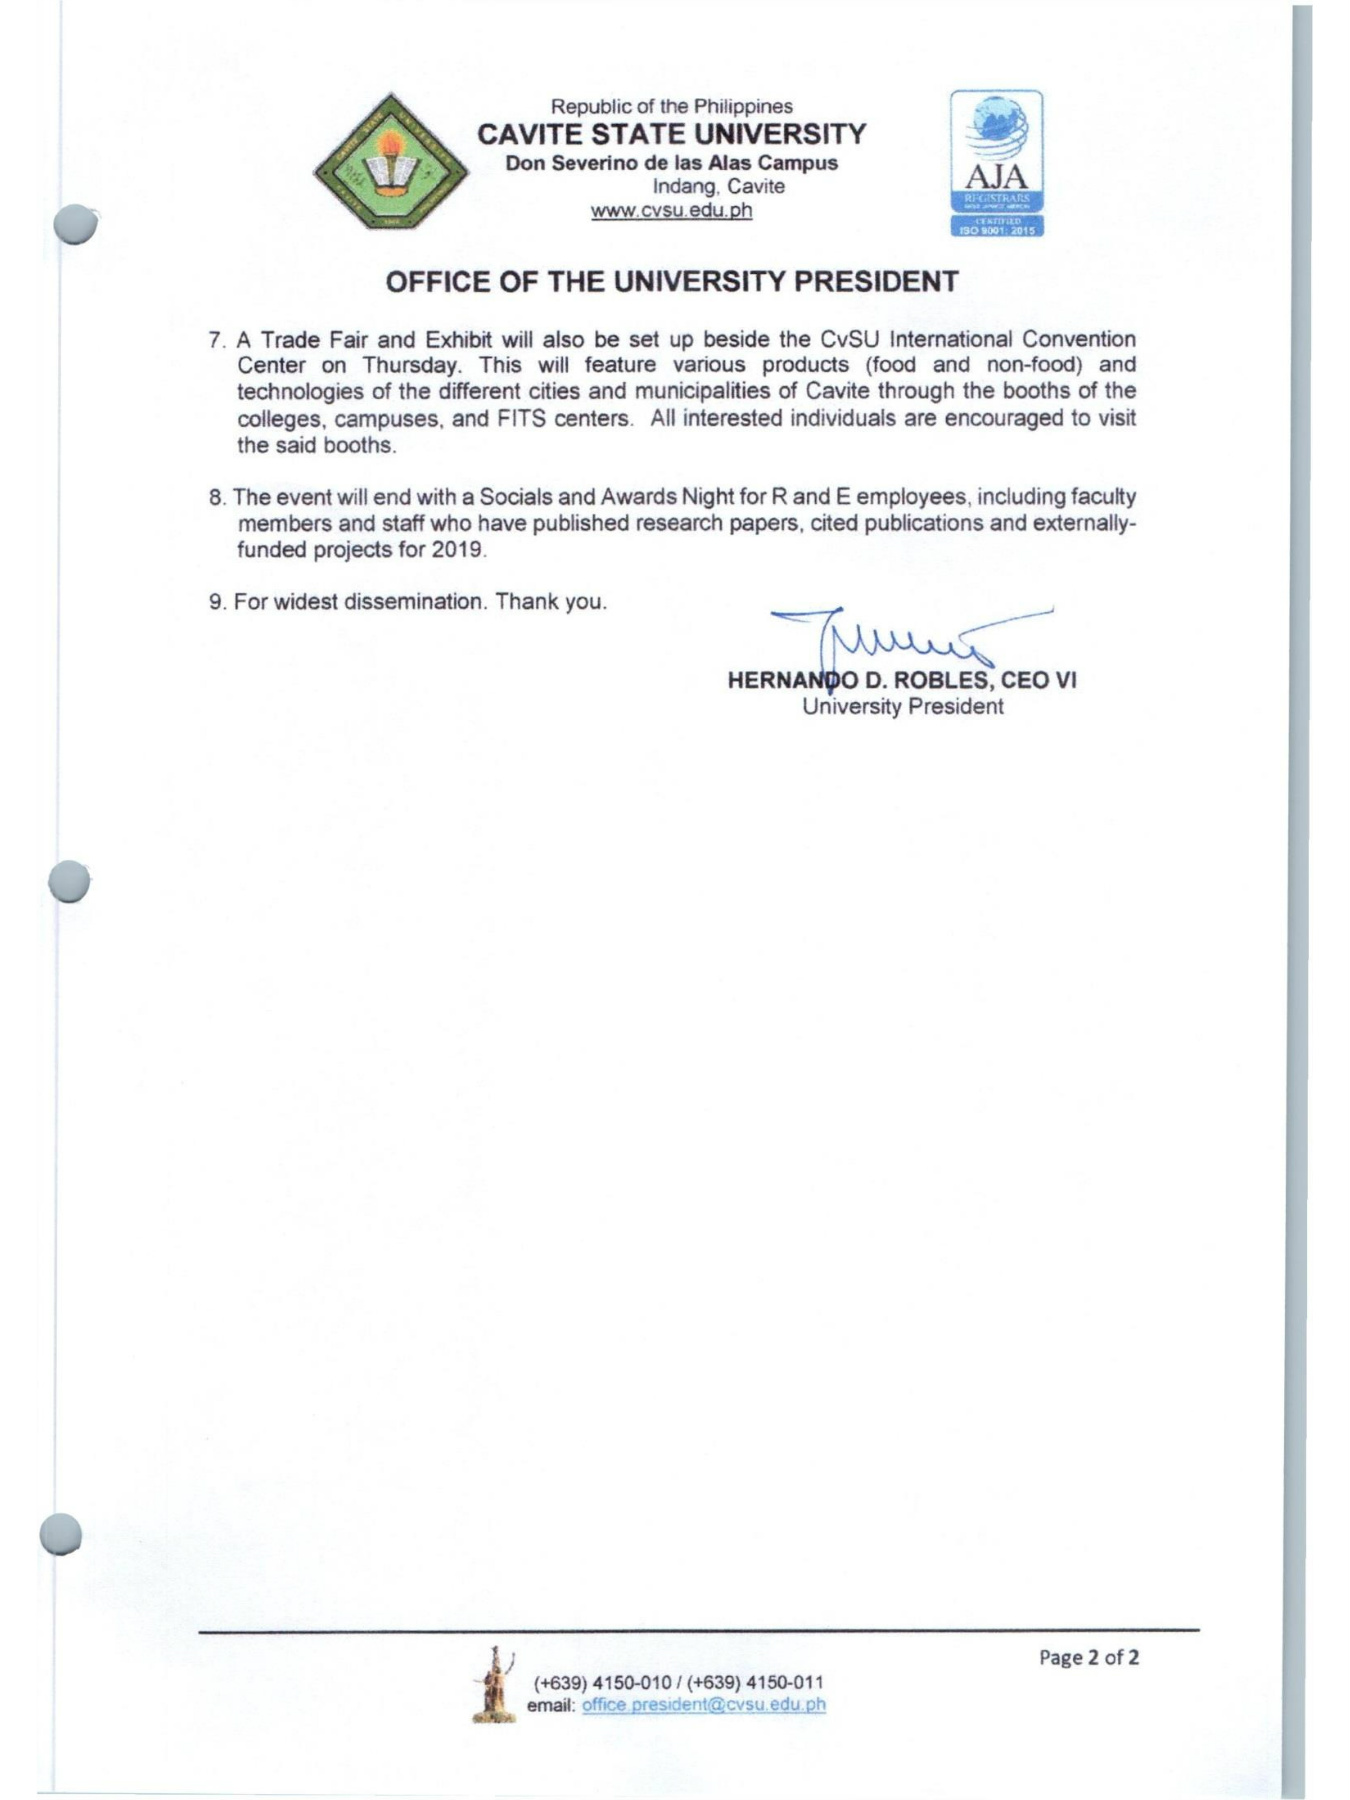 Republic of the Philippines
CAVITE STATE UNIVERSITY
Don Severino de las Alas Campus
Indang, Cavite
www.cvsu.edu.ph
AJA
REGISTRARS
CERTIFIED
ISO 9001: 2015
OFFICE OF THE UNIVERSITY PRESIDENT
7. A Trade Fair and Exhibit will also be set up beside the CvSU International Convention
Center on Thursday. This will feature various products (food and non-food) and
technologies of the different cities and municipalities of Cavite through the booths of the
colleges, campuses, and FITS centers. All interested individuals are encouraged to visit
the said booths.
8. The event will end with a Socials and Awards Night for R and E employees, including faculty
members and staff who have published research papers, cited publications and externally-
funded projects for 2019.
9. For widest dissemination. Thank you.
HERNANDO D. ROBLES, CEO VI
University President
Page 2 of 2
(+639) 4150-010 / (+639) 4150-011
email: office.president@cvsu.edu.ph